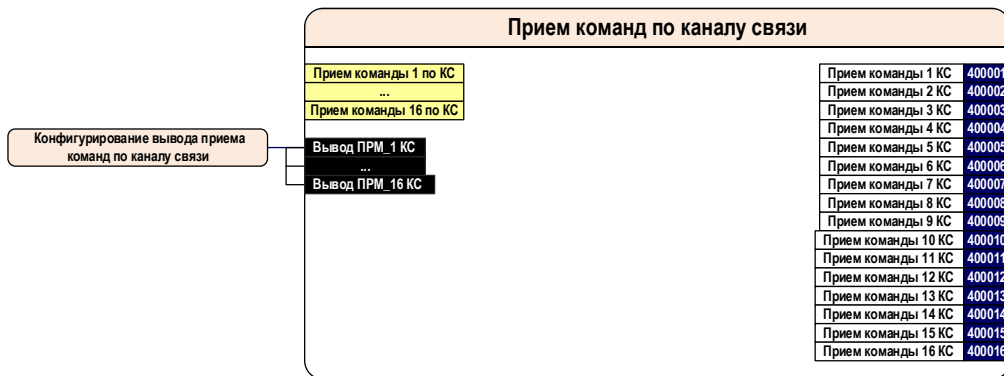 Прием команд по каналу связи
Прием команды 1 по КС
...
Прием команды 16 по КС
Конфигурирование вывода приема
команд по каналу связи
Вывод ПРМ_1 КС
...
Вывод ПРМ_16 КС
Прием команды 1 КС 400001
Прием команды 2 КС 400002
Прием команды 3 КС 400003
Прием команды 4 КС 400004
Прием команды 5 КС 400005
Прием команды 6 КС 400006
Прием команды 7 КС 400007
Прием команды 8 КС 400008
Прием команды 9 КС 400009
Прием команды 10 КС 400010
Прием команды 11 КС 400011
Прием команды 12 КС 400012
Прием команды 13 КС 400013
Прием команды 14 КС 400014
Прием команды 15 КС 400015
Прием команды 16 КС 400016